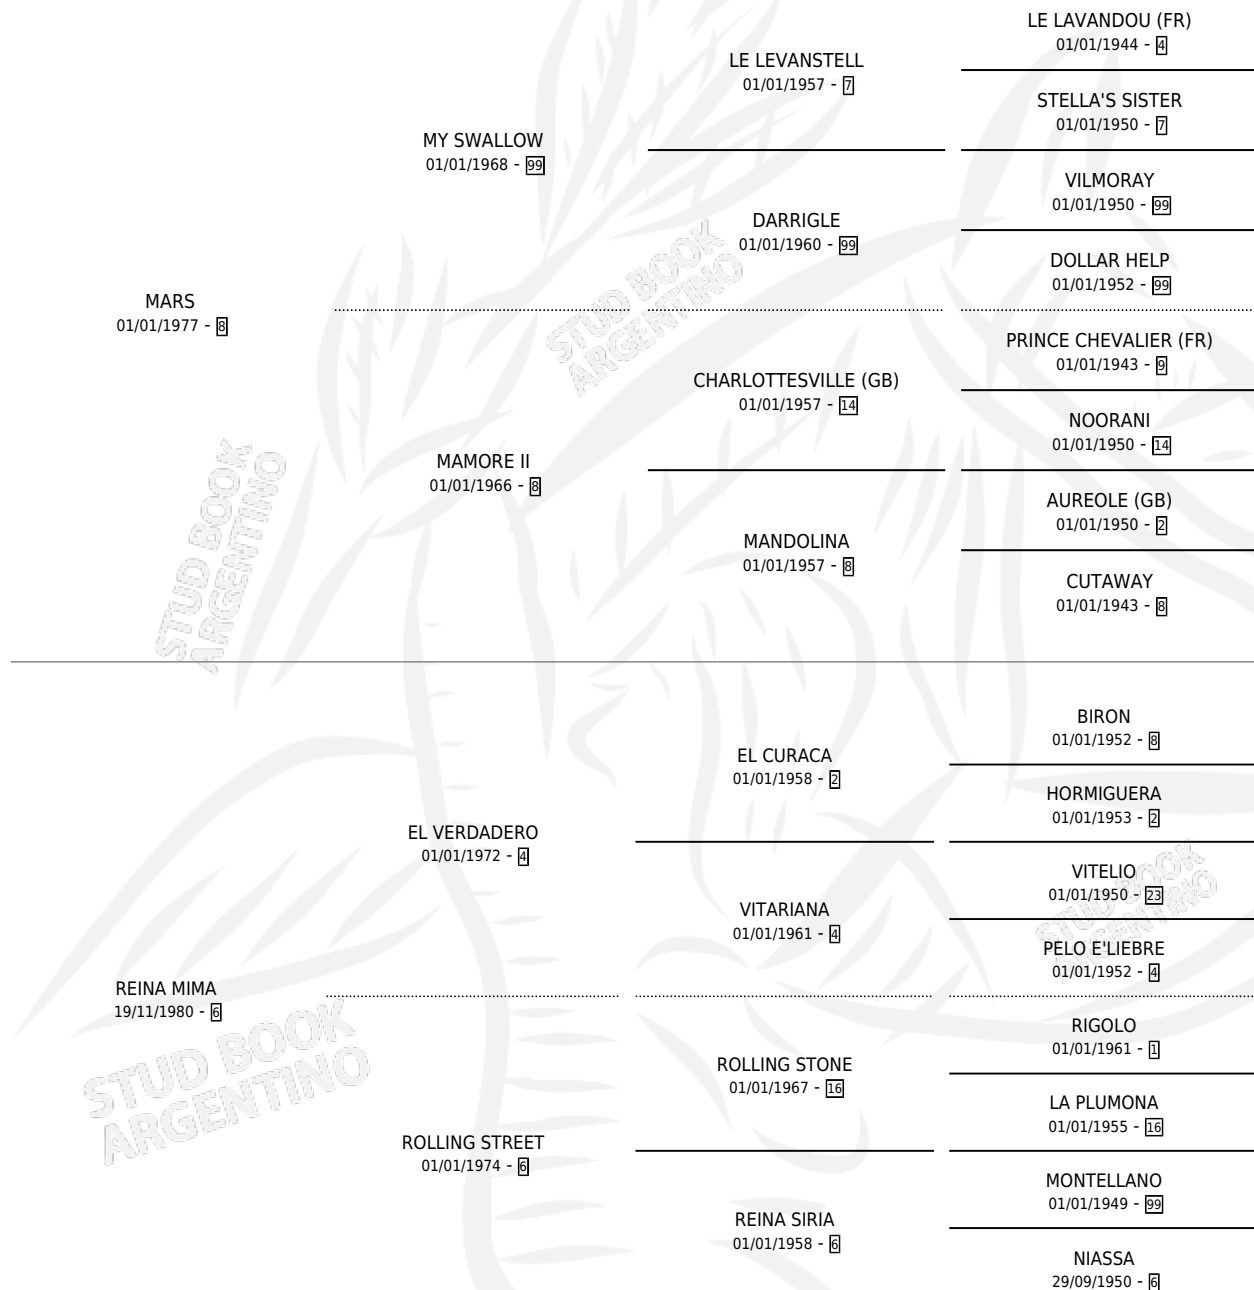 LE LAVANDOU (FR)
01/01/1944 - 4
LE LEVANSTELL
01/01/1957 - 7
STELLA'S SISTER
01/01/1950 - 7
MY SWALLOW
01/01/1968 - 99
VILMORAY
01/01/1950 - 99
DARRIGLE
01/01/1960 - 99
DOLLAR HELP
01/01/1952 - 99
MARS
01/01/1977 - 8
STUD BOOK
ARGENTINO
PRINCE CHEVALIER (FR)
01/01/1943 - 9
CHARLOTTESVILLE (GB)
01/01/1957 - 14
NOORANI
01/01/1950 - 14
MAMORE II
01/01/1966 - 8
AUREOLE (GB)
01/01/1950 - 2
MANDOLINA
01/01/1957 - 8
CUTAWAY
01/01/1943 - 8
STUD BOOK
ARGENTINO
BIRON
01/01/1952 - 8
EL CURACA
01/01/1958 - 2
HORMIGUERA
01/01/1953 - 2
EL VERDADERO
01/01/1972 - 4
VITELIO
01/01/1950 - 23
VITARIANA
01/01/1961 - 4
PELO E'LIEBRE
01/01/1952 - 4
STUD BOOK
ARGENTINO
REINA MIMA
19/11/1980 - 6
RIGOLO
01/01/1961 - 1
ROLLING STONE
01/01/1967 - 16
LA PLUMONA
01/01/1955 - 16
STUD BOOK
ARGENTINO
ROLLING STREET
01/01/1974 - 6
MONTELLANO
01/01/1949 - 99
REINA SIRIA
01/01/1958 - 6
NIASSA
29/09/1950 - 6